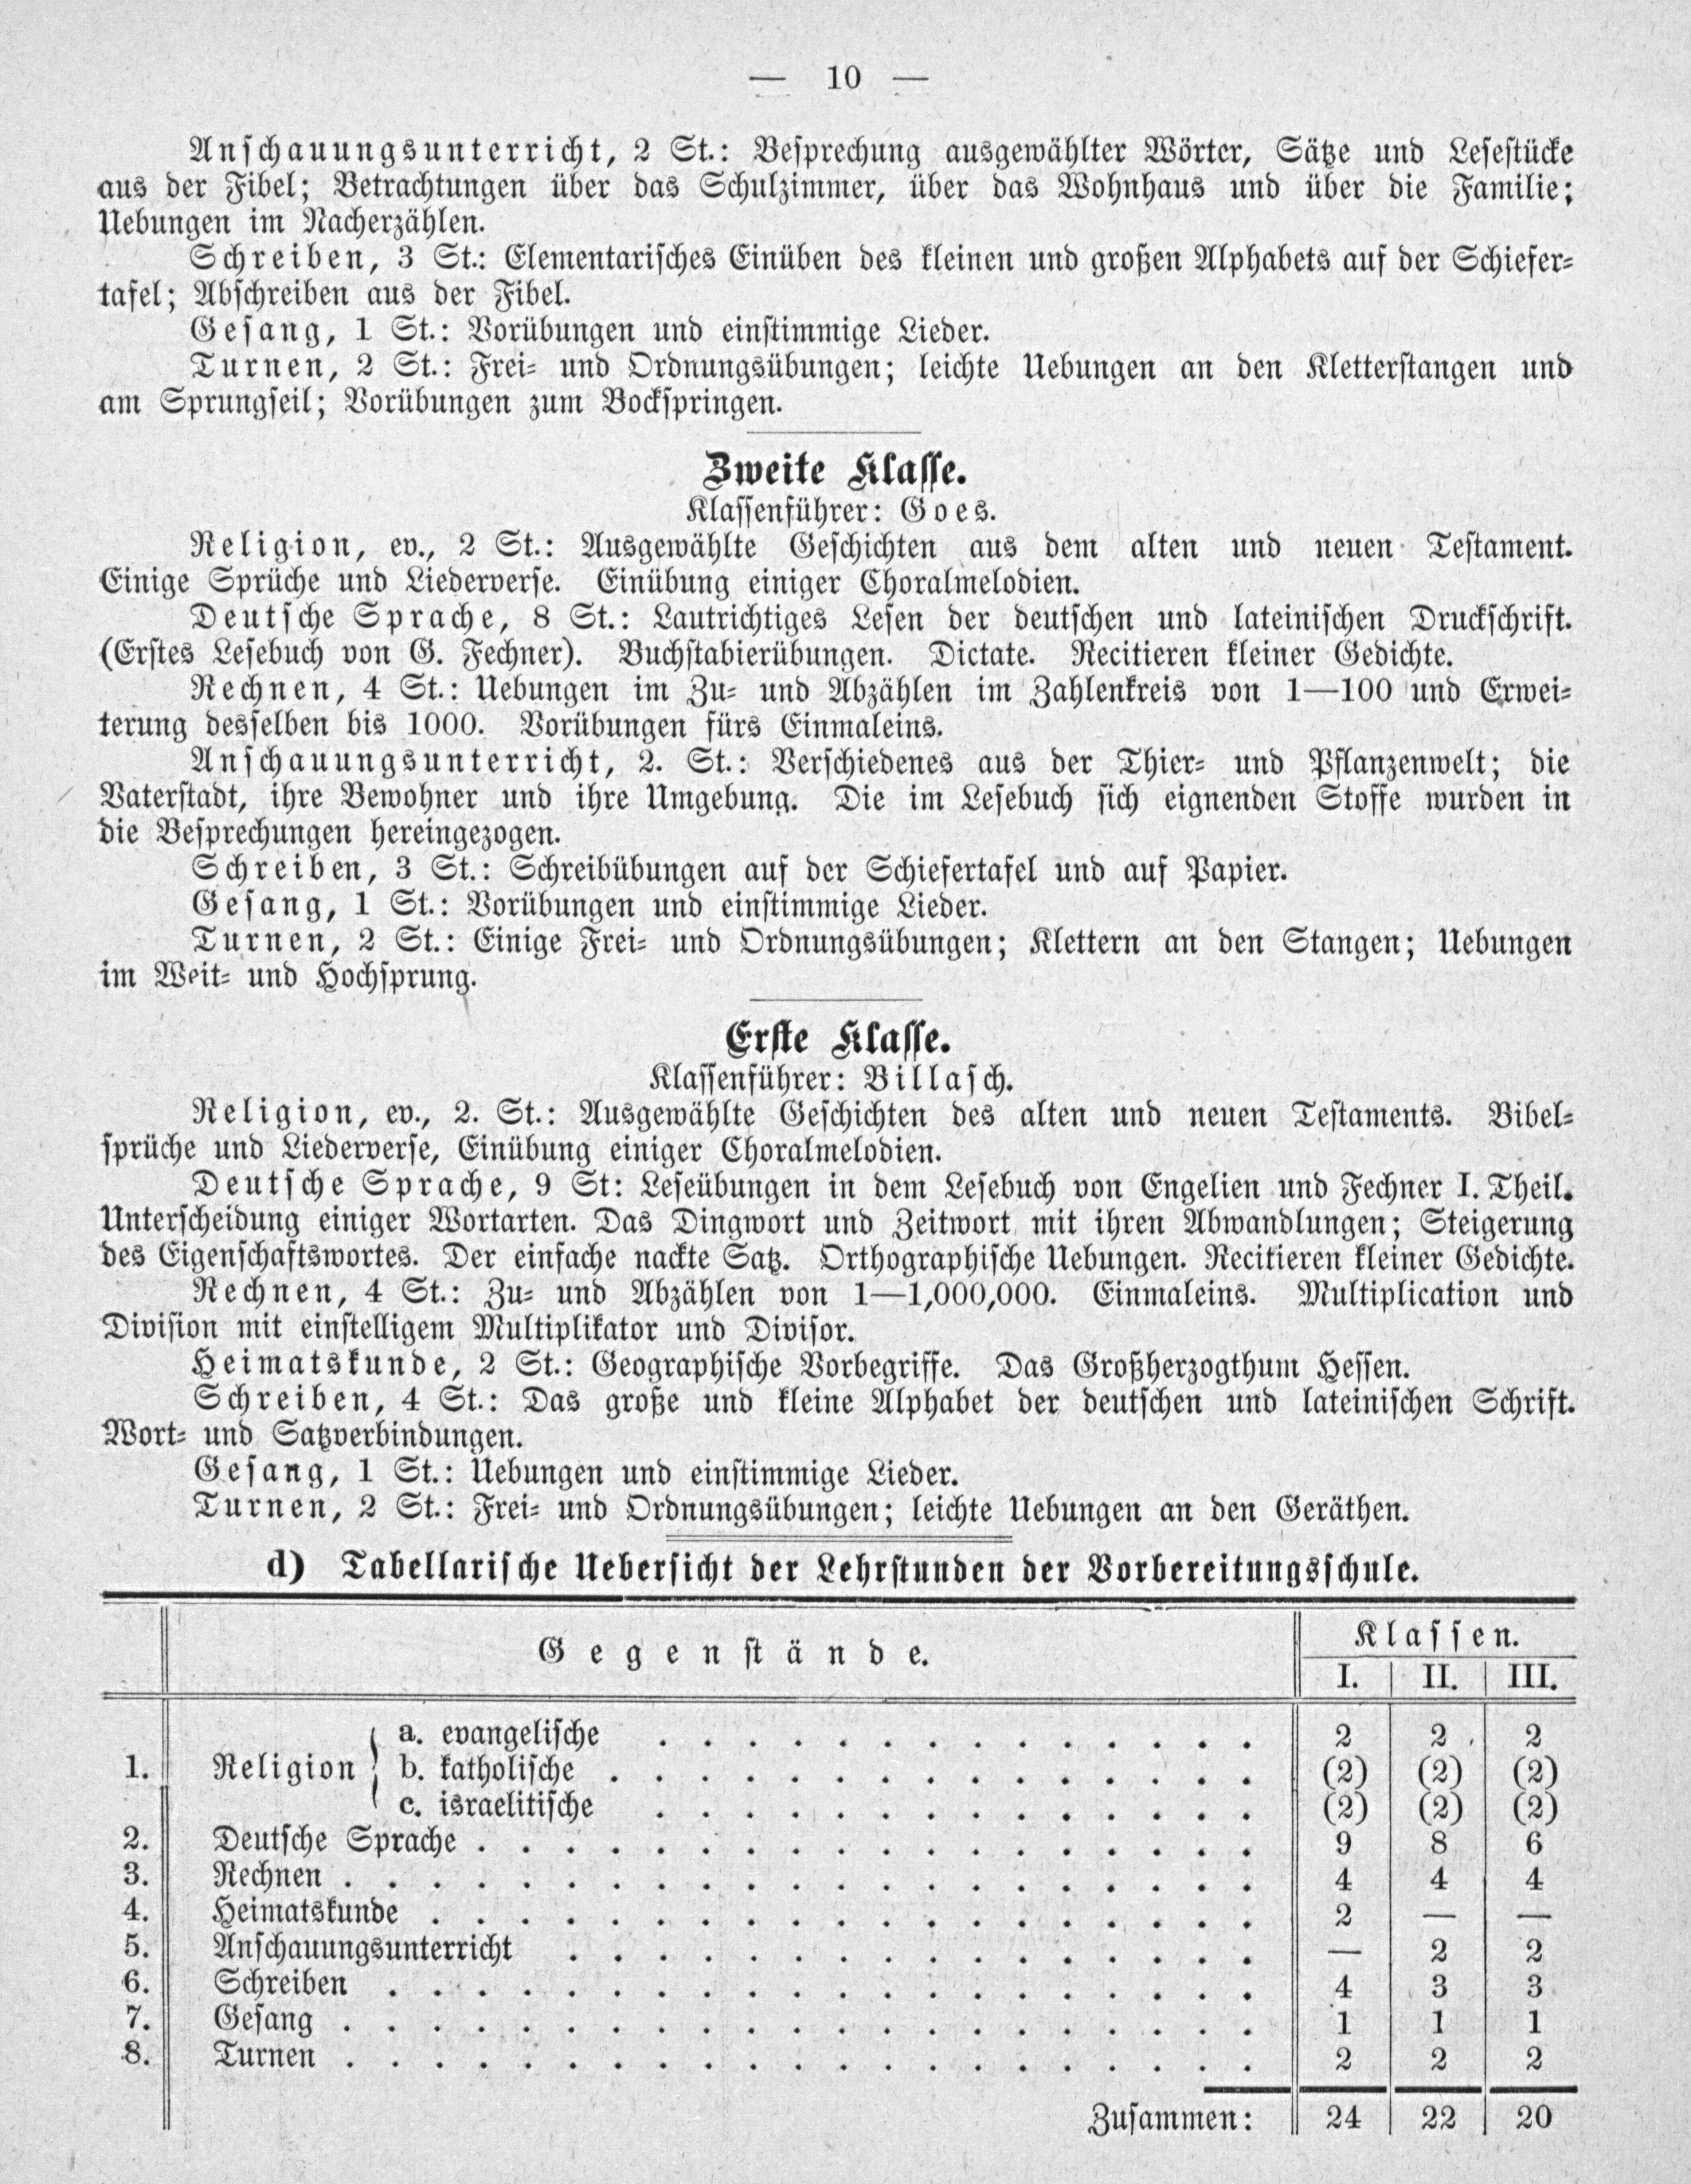 — 10 —
Anschauungsunterricht, 2 St.: Besprechung ausgewählter Wörter, Sätze und Lesestücke
aus der Fibel; Betrachtungen über das Schulzimmer, über das Wohnhaus und über die Familie;
Uebungen im Nacherzählen.
Schreiben, 3 St.: Elementarisches Einüben des kleinen und großen Alphabets auf der Schiefer-
tafel; Abschreiben aus der Fibel.
Gesang, 1 St.: Vorübungen und einstimmige Lieder.
Turnen, 2 St.: Frei- und Ordnungsübungen; leichte Uebungen an den Kletterstangen und
am Sprungseil; Vorübungen zum Bockspringen.
Zweite Klasse.
Klassenführer: Goes.
Religion, ev., 2 St.: Ausgewählte Geschichten aus dem alten und neuen Testament.
Einige Sprüche und Liederverse. Einübung einiger Choralmelodien.
Deutsche Sprache, 8 St.: Lautrichtiges Lesen der deutschen und lateinischen Druckschrift.
(Erstes Lesebuch von G. Fechner). Buchstabierübungen. Dictate. Recitieren kleiner Gedichte.
Rechnen, 4 St.: Uebungen im Zu- und Abzählen im Zahlenkreis von 1—100 und Erwei-
terung desselben bis 1000. Vorübungen fürs Einmaleins.
Anschauungsunterricht, 2. St.: Verschiedenes aus der Thier- und Pflanzenwelt; die
Vaterstadt, ihre Bewohner und ihre Umgebung. Die im Lesebuch sich eignenden Stoffe wurden in
die Besprechungen hereingezogen.
Schreiben, 3 St.: Schreibübungen auf der Schiefertafel und auf Papier.
Gesang, 1 St.: Vorübungen und einstimmige Lieder.
Turnen, 2 St.: Einige Frei- und Ordnungsübungen; Klettern an den Stangen; Uebungen
im Weit- und Hochsprung.
Erste Klasse.
Klassenführer: Billasch.
Religion, ev., 2. St.: Ausgewählte Geschichten des alten und neuen Testaments. Bibel-
sprüche und Liederverse, Einübung einiger Choralmelodien.
Deutsche Sprache, 9 St: Leseübungen in dem Lesebuch von Engelien und Fechner I. Theil.
Unterscheidung einiger Wortarten. Das Dingwort und Zeitwort mit ihren Abwandlungen; Steigerung
des Eigenschaftswortes. Der einfache nackte Satz. Orthographische Uebungen. Recitieren kleiner Gedichte.
Rechnen, 4 St.: Zu- und Abzählen von 1—1,000,000. Einmaleins. Multiplication und
Division mit einstelligem Multiplikator und Divisor.
Heimatskunde, 2 St.: Geographische Vorbegriffe. Das Großherzogthum Hessen.
Schreiben, 4 St.: Das große und kleine Alphabet der deutschen und lateinischen Schrift.
Wort- und Satzverbindungen.
Gesang, 1 St.: Uebungen und einstimmige Lieder.
Turnen, 2 St.: Frei- und Ordnungsübungen; leichte Uebungen an den Geräthen.
d) Tabellarische Uebersicht der Lehrstunden der Vorbereitungsschule.
Gegenstände. Klassen.
I. II. III.
a. evangelische . . . . . . . . . . . . . . 2 2 2
1. Religion b. katholische . . . . . . . . . . . . . . . (2) (2) (2)
c. israelitische . . . . . . . . . . . . . . (2) (2) (2)
2. Deutsche Sprache . . . . . . . . . . . . . . . . . . 9 8 6
3. Rechnen . . . . . . . . . . . . . . . . . . . . . 4 4 4
4. Heimatskunde . . . . . . . . . . . . . . . . . . . 2 — —
5. Anschauungsunterricht . . . . . . . . . . . . . . . . — 2 2
6. Schreiben . . . . . . . . . . . . . . . . . . . . 4 3 3
7. Gesang . . . . . . . . . . . . . . . . . . . . . 1 1 1
8. Turnen . . . . . . . . . . . . . . . . . . . . . 2 2 2
Zusammen: 24 22 20